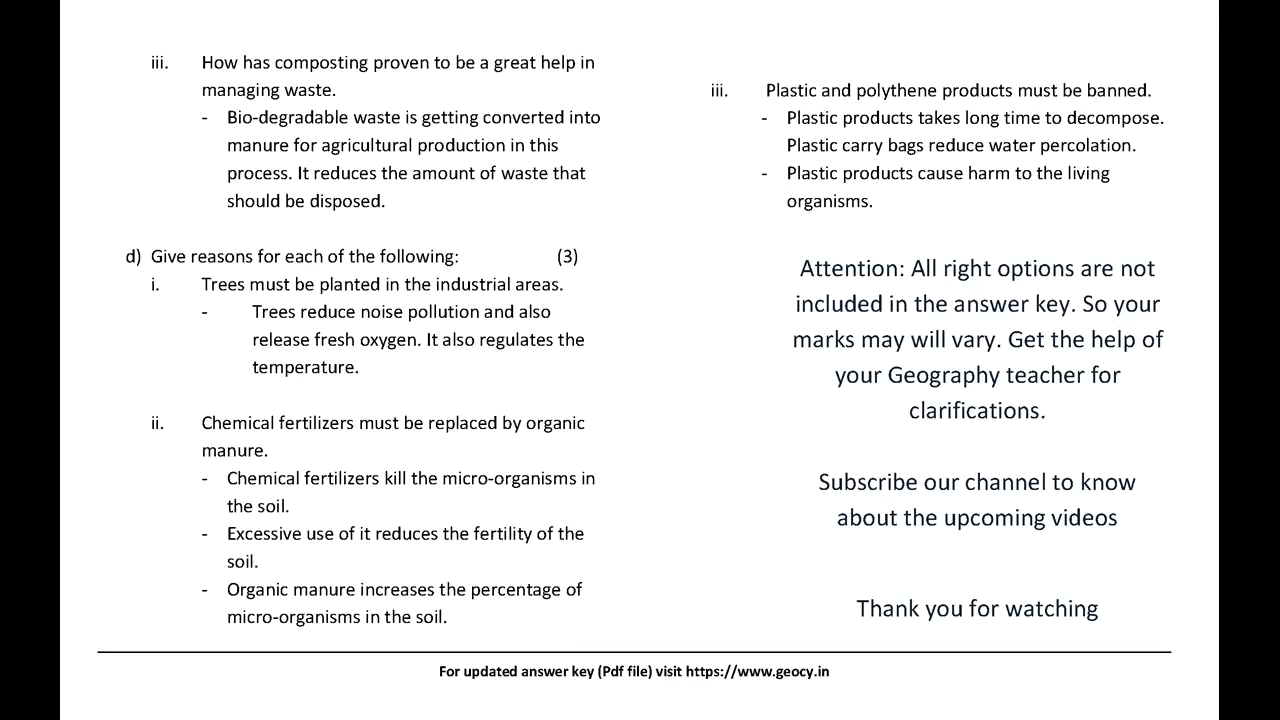 iii. How has composting proven to be a great help in
managing waste.
- Bio-degradable waste is getting converted into
manure for agricultural production in this
process. It reduces the amount of waste that
should be disposed.
d) Give reasons for each of the following: (3)
i. Trees must be planted in the industrial areas.
- Trees reduce noise pollution and also
release fresh oxygen. It also regulates the
temperature.
ii. Chemical fertilizers must be replaced by organic
manure.
- Chemical fertilizers kill the micro-organisms in
the soil.
- Excessive use of it reduces the fertility of the
soil.
- Organic manure increases the percentage of
micro-organisms in the soil.
iii. Plastic and polythene products must be banned.
- Plastic products takes long time to decompose.
Plastic carry bags reduce water percolation.
- Plastic products cause harm to the living
organisms.
Attention: All right options are not
included in the answer key. So your
marks may will vary. Get the help of
your Geography teacher for
clarifications.
Subscribe our channel to know
about the upcoming videos
Thank you for watching
For updated answer key (Pdf file) visit https://www.geocy.in